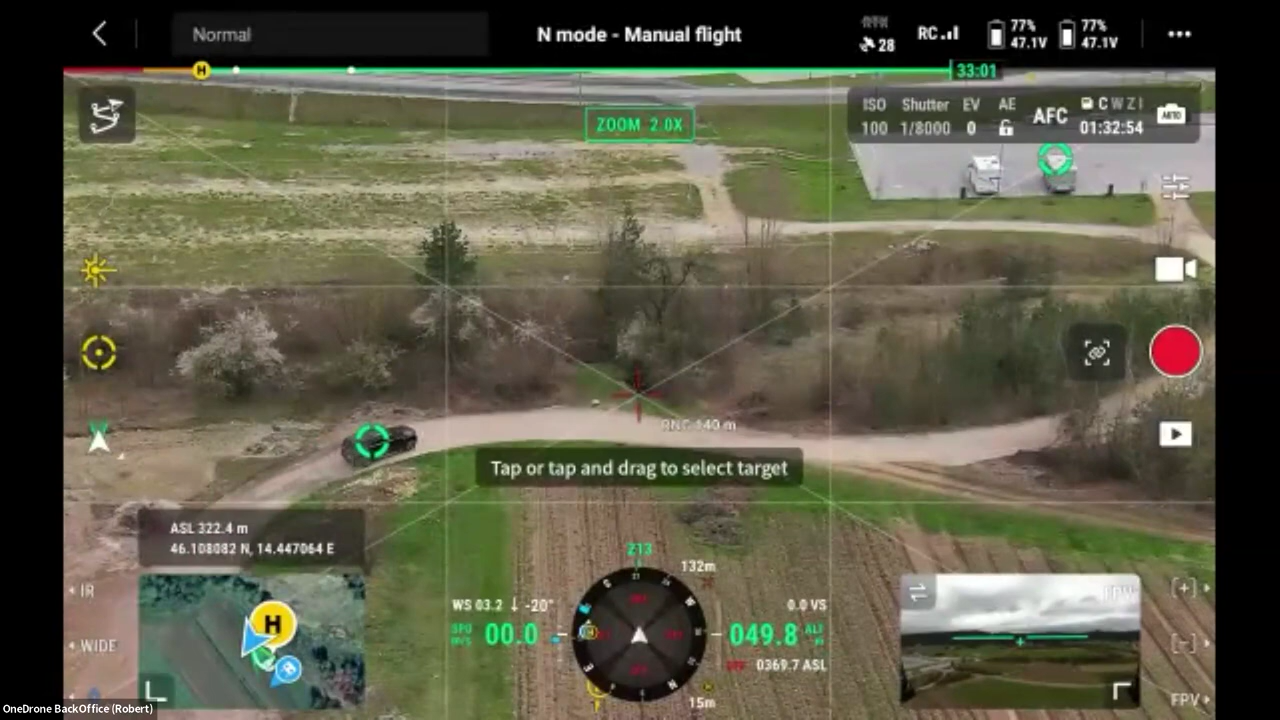 Normal
N mode - Manual flight
RTK
28
RC
77%
47.1V
77%
47.1V
H
33:01
ZOOM 2.0X
ISO
100
Shutter
1/8000
EV
0
AE
AFC
C W Z I
01:32:54
AUTO
RNG 140 m
Tap or tap and drag to select target
ASL 322.4 m
46.108082 N, 14.447064 E
IR
WIDE
H
213
132m
WS 03.2 ↓ -20°
SPD
00.0
0.0 VS
049.8 ALT
0369.7 ASL
15m
FPV
[+]
[-]
FPV
OneDrone BackOffice (Robert)